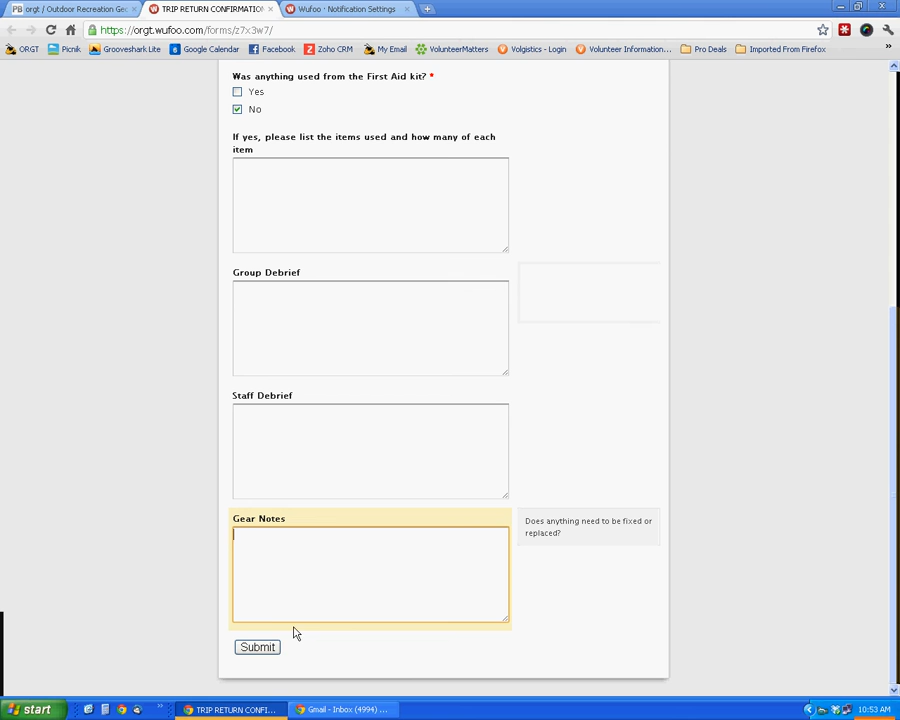 orgt / Outdoor Recreation Geo
TRIP RETURN CONFIRMATION
Wufoo · Notification Settings
https://orgt.wufoo.com/forms/z7x3w7/
ORGT
Picnik
Grooveshark Lite
Google Calendar
Facebook
Zoho CRM
My Email
VolunteerMatters
Volgistics - Login
Volunteer Information...
Pro Deals
Imported From Firefox
Was anything used from the First Aid kit? *
Yes
No
If yes, please list the items used and how many of each
item
Group Debrief
Staff Debrief
Gear Notes
Does anything need to be fixed or
replaced?
Submit
start
TRIP RETURN CONFI...
Gmail - Inbox (4994) ...
10:53 AM